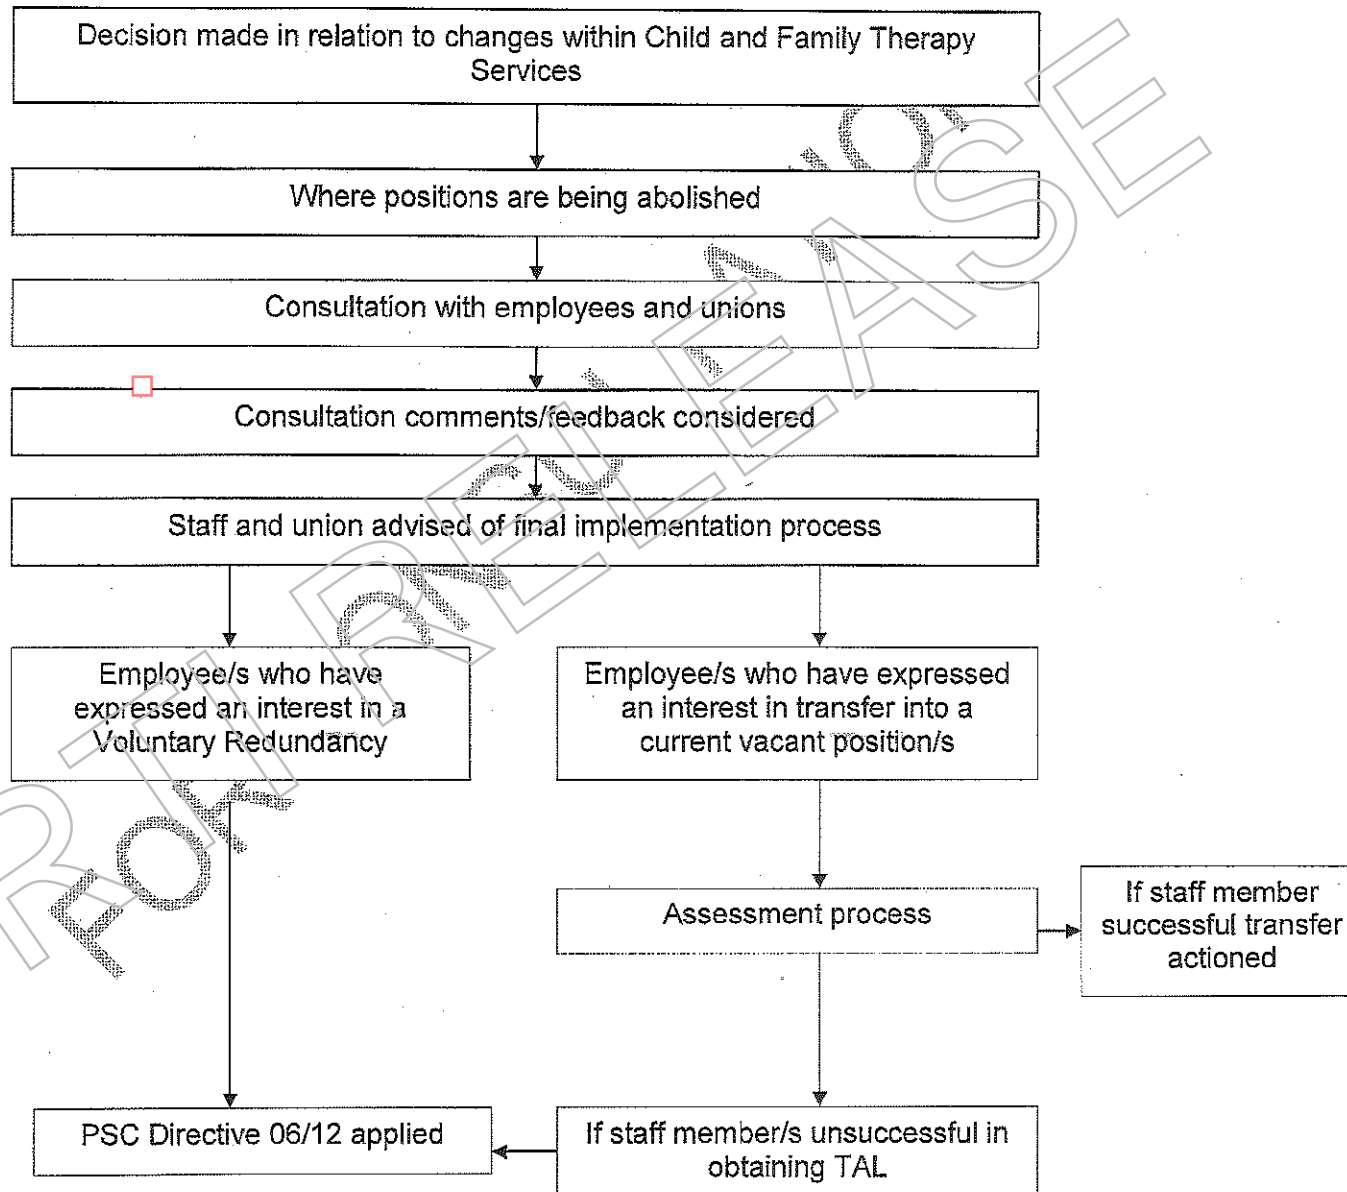 Decision made in relation to changes within Child and Family Therapy
Services
Where positions are being abolished
Consultation with employees and unions
Consultation comments/feedback considered
Staff and union advised of final implementation process
Employee/s who have
expressed an interest in a
Voluntary Redundancy
Employee/s who have expressed
an interest in transfer into a
current vacant position/s
Assessment process
If staff member
successful transfer
actioned
PSC Directive 06/12 applied
If staff member/s unsuccessful in
obtaining TAL
RTI RELEASE
FOR